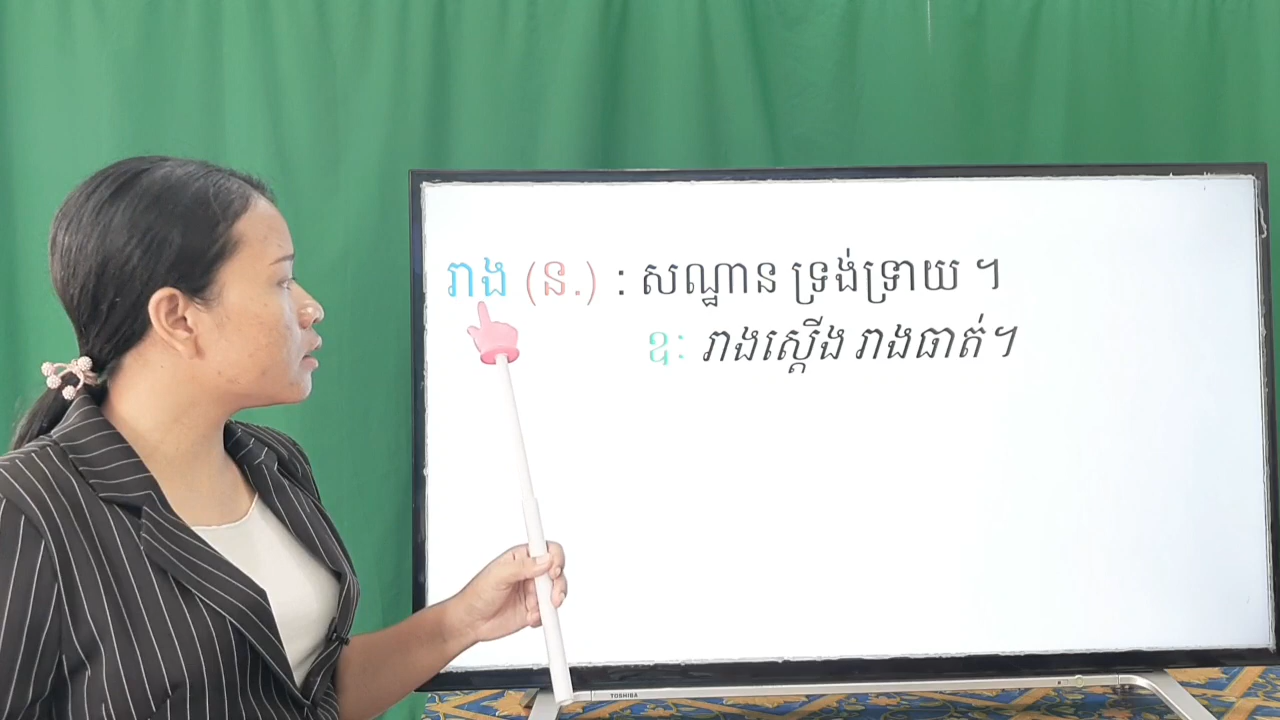 រាង (ន.) : សណ្ឋាន ទ្រង់ទ្រាយ ។
ឧៈ រាងស្ដើង រាងធាត់។
TOSHIBA